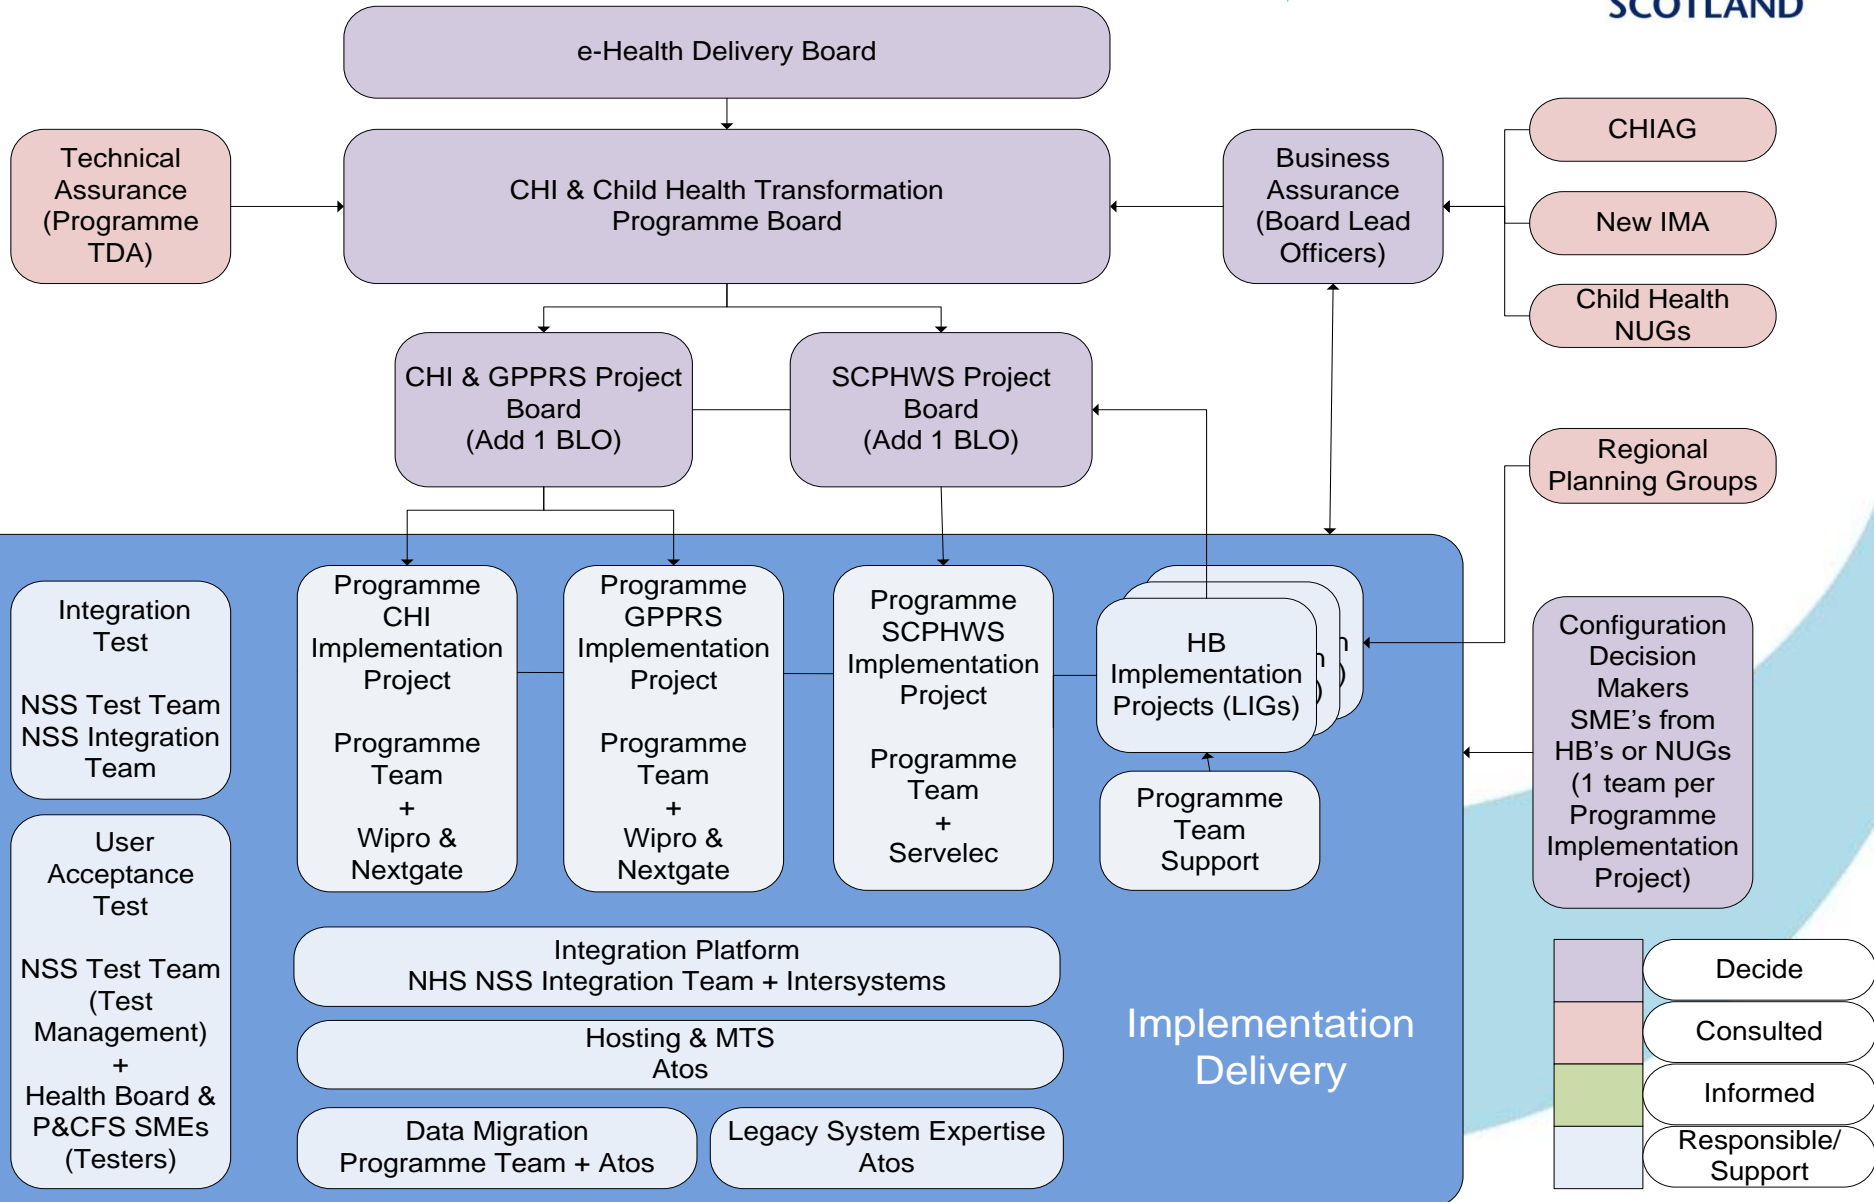 SCOTLAND
e-Health Delivery Board
Technical
Assurance
(Programme
TDA)
CHI & Child Health Transformation
Programme Board
Business
Assurance
(Board Lead
Officers)
CHIAG
New IMA
Child Health
NUGs
CHI & GPPRS Project
Board
(Add 1 BLO)
SCPHWS Project
Board
(Add 1 BLO)
Regional
Planning Groups
Integration
Test
NSS Test Team
NSS Integration
Team
Programme
CHI
Implementation
Project
Programme
Team
+
Wipro &
Nextgate
Programme
GPPRS
Implementation
Project
Programme
Team
+
Wipro &
Nextgate
Programme
SCPHWS
Implementation
Project
Programme
Team
+
Servelec
HB
Implementation
Projects (LIGs)
n
)
Programme
Team
Support
Configuration
Decision
Makers
SME's from
HB's or NUGs
(1 team per
Programme
Implementation
Project)
User
Acceptance
Test
NSS Test Team
(Test
Management)
+
Health Board &
P&CFS SMEs
(Testers)
Integration Platform
NHS NSS Integration Team + Intersystems
Hosting & MTS
Atos
Data Migration
Programme Team + Atos
Legacy System Expertise
Atos
Implementation
Delivery
Decide
Consulted
Informed
Responsible/
Support